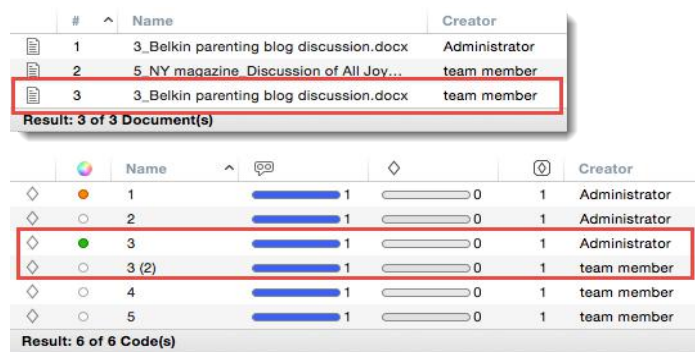 # Name Creator
1 3_Belkin parenting blog discussion.docx Administrator
2 5_NY magazine_Discussion of All Joy... team member
3 3_Belkin parenting blog discussion.docx team member
Result: 3 of 3 Document(s)
Name Creator
1 1 0 1 Administrator
2 1 0 1 Administrator
3 1 0 1 Administrator
3 (2) 1 0 1 team member
4 1 0 1 team member
5 1 0 1 team member
Result: 6 of 6 Code(s)